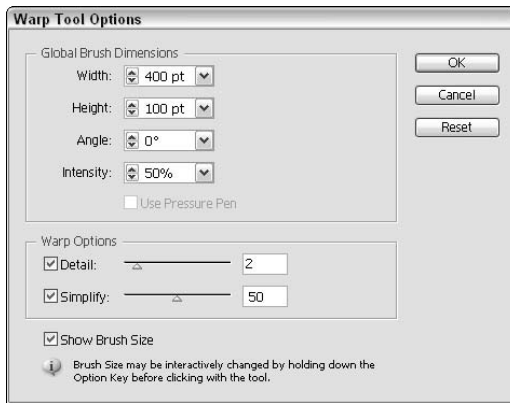 Warp Tool Options
Global Brush Dimensions
Width: 400 pt
Height: 100 pt
Angle: 0°
Intensity: 50%
Use Pressure Pen
Warp Options
Detail: 2
Simplify: 50
Show Brush Size
Brush Size may be interactively changed by holding down the
Option Key before clicking with the tool.
OK
Cancel
Reset